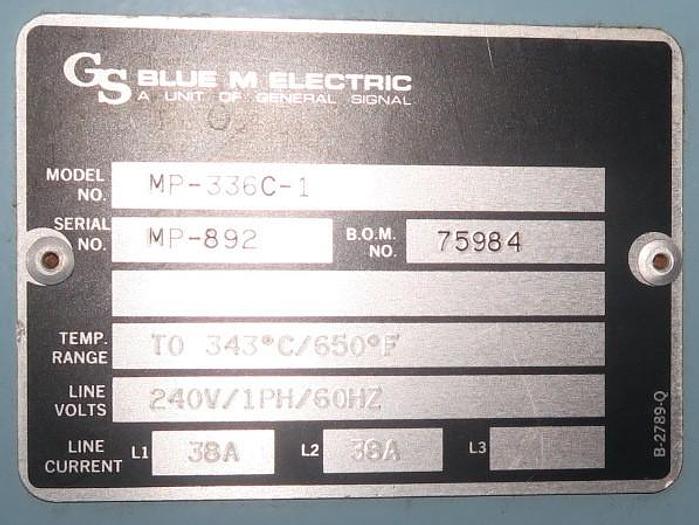 GS BLUE M ELECTRIC
A UNIT OF GENERAL SIGNAL
MODEL NO. MP-336C-1
SERIAL NO. MP-892 B.O.M. NO. 75984
TEMP. RANGE TO 343°C/650°F
LINE VOLTS 240V/1PH/60HZ
LINE CURRENT L1 38A L2 38A L3
B-2789-Q